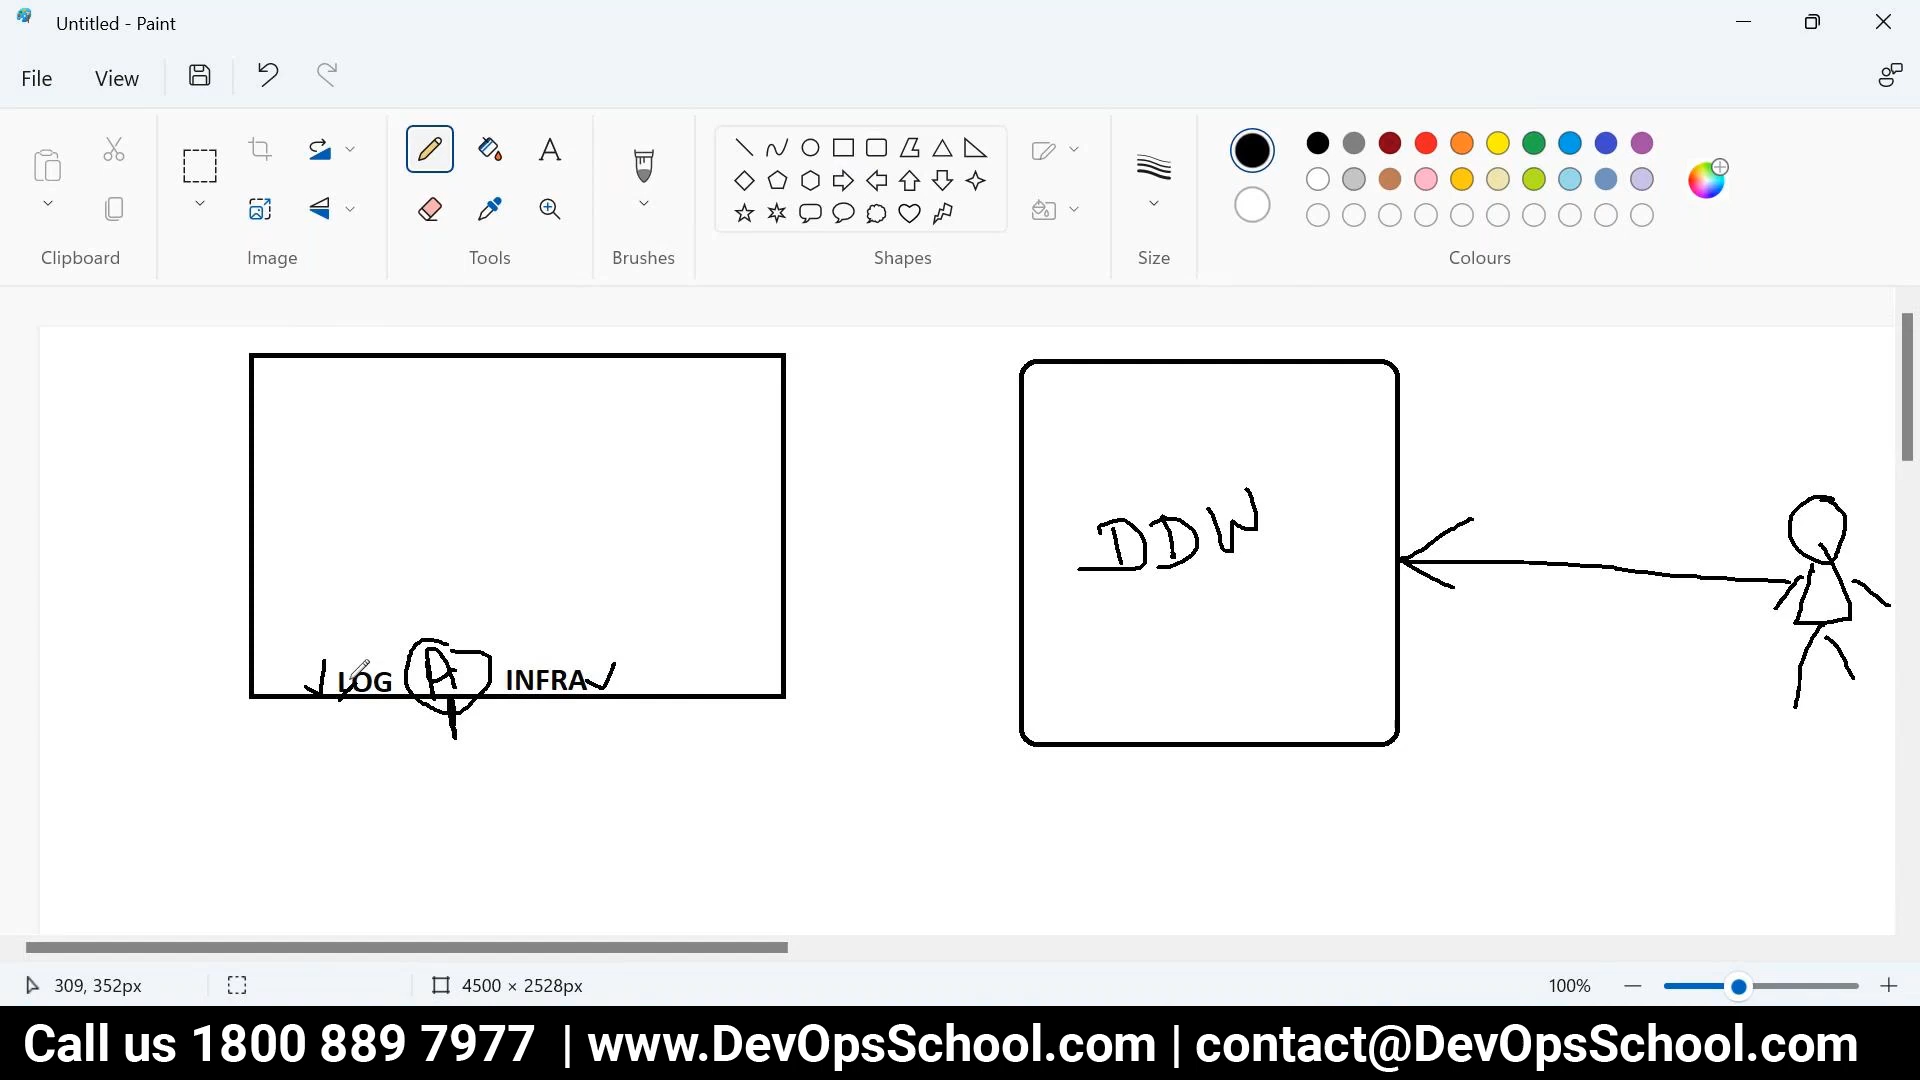 Untitled - Paint
File View
Clipboard Image Tools Brushes Shapes Size Colours
DDW
LOG A INFRA
309, 352px 4500 × 2528px 100%
Call us 1800 889 7977 | www.DevOpsSchool.com | contact@DevOpsSchool.com